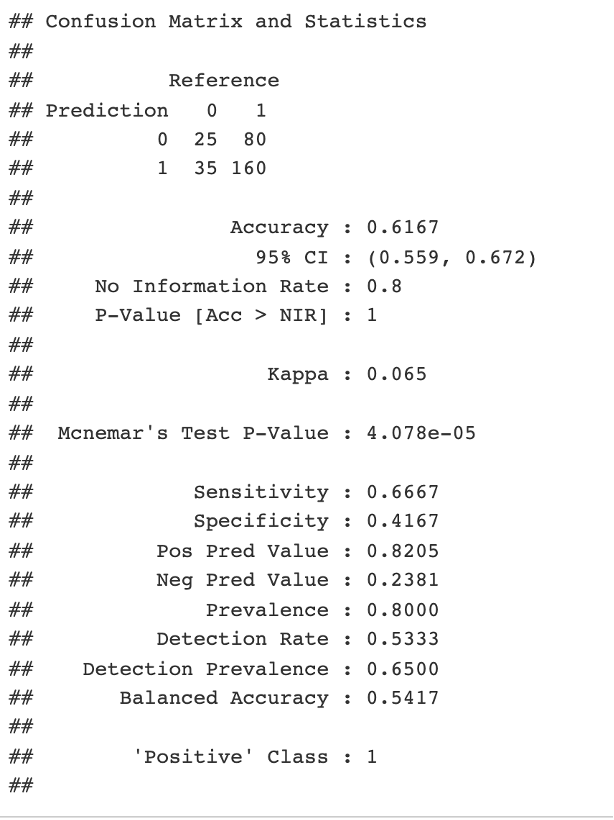 ## Confusion Matrix and Statistics
##
##           Reference
## Prediction   0   1
##          0  25  80
##          1  35 160
##
##                Accuracy : 0.6167
##                  95% CI : (0.559, 0.672)
##     No Information Rate : 0.8
##     P-Value [Acc > NIR] : 1
##
##                   Kappa : 0.065
##
##  Mcnemar's Test P-Value : 4.078e-05
##
##             Sensitivity : 0.6667
##             Specificity : 0.4167
##          Pos Pred Value : 0.8205
##          Neg Pred Value : 0.2381
##              Prevalence : 0.8000
##          Detection Rate : 0.5333
##    Detection Prevalence : 0.6500
##       Balanced Accuracy : 0.5417
##
##        'Positive' Class : 1
##